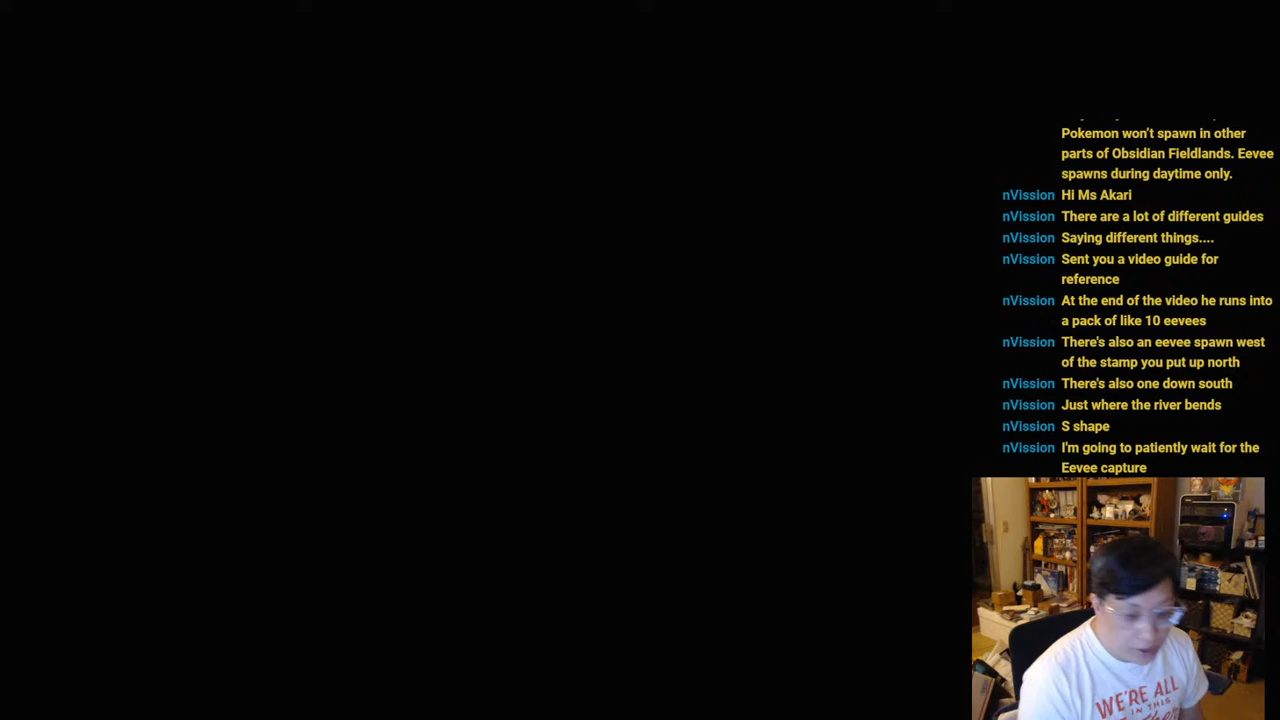 Pokemon won't spawn in other
parts of Obsidian Fieldlands. Eevee
spawns during daytime only.
nVission Hi Ms Akari
nVission There are a lot of different guides
nVission Saying different things....
nVission Sent you a video guide for
reference
nVission At the end of the video he runs into
a pack of like 10 eevees
nVission There's also an eevee spawn west
of the stamp you put up north
nVission There's also one down south
nVission Just where the river bends
nVission S shape
nVission I'm going to patiently wait for the
Eevee capture
WE'RE ALL
IN THIS